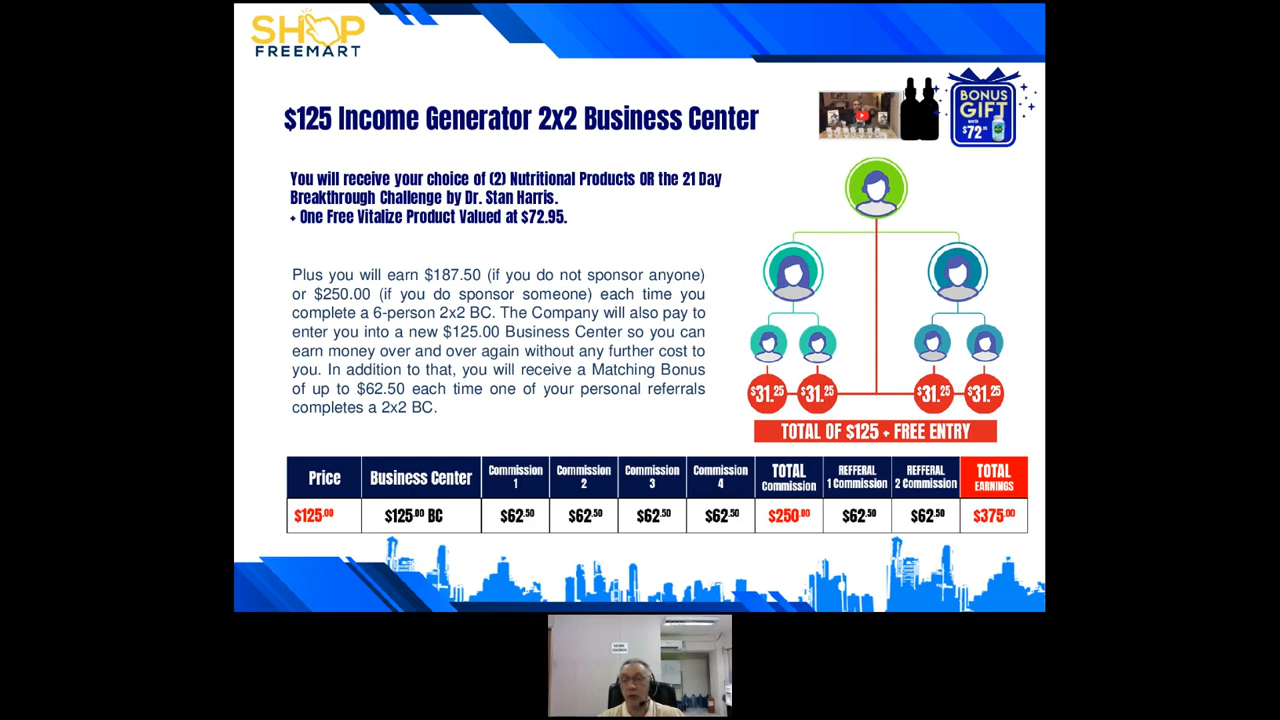 SHOP
FREEMART
$125 Income Generator 2x2 Business Center
BONUS
GIFT
worth
$72.95
You will receive your choice of (2) Nutritional Products OR the 21 Day
Breakthrough Challenge by Dr. Stan Harris.
+ One Free Vitalize Product Valued at $72.95.
Plus you will earn $187.50 (if you do not sponsor anyone)
or $250.00 (if you do sponsor someone) each time you
complete a 6-person 2x2 BC. The Company will also pay to
enter you into a new $125.00 Business Center so you can
earn money over and over again without any further cost to
you. In addition to that, you will receive a Matching Bonus
of up to $62.50 each time one of your personal referrals
completes a 2x2 BC.
$31.25 $31.25 $31.25 $31.25
TOTAL OF $125 + FREE ENTRY
Price Business Center Commission 1 Commission 2 Commission 3 Commission 4 TOTAL Commission REFFERAL 1 Commission REFFERAL 2 Commission TOTAL EARNINGS
$125.00 $125.00 BC $62.50 $62.50 $62.50 $62.50 $250.00 $62.50 $62.50 $375.00